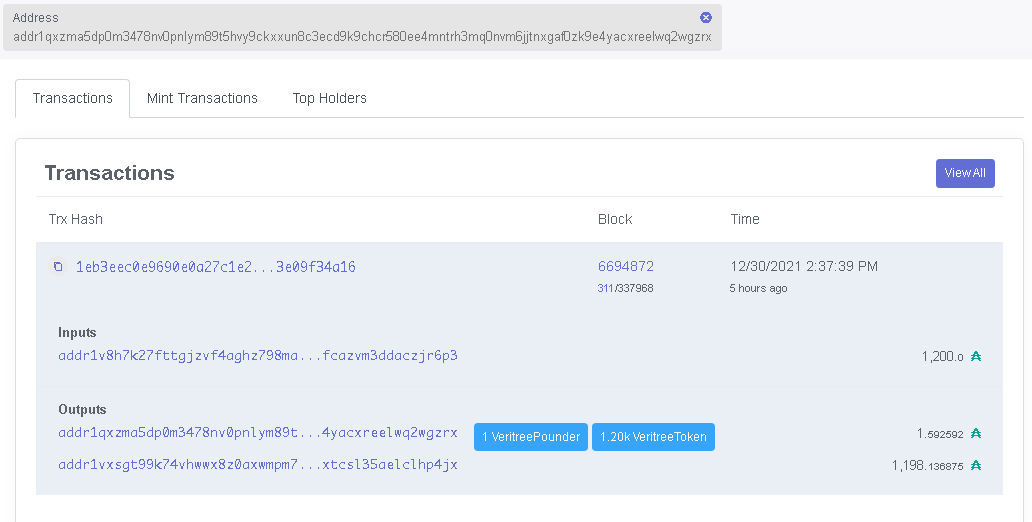 Address
addr1qxzma5dp0m3478nv0pnlym89t5hvy9ckxxun8c3ecd9k9chcr580ee4mntrh3mq0nvm6jjtnxgaf0zk9e4yacxreelwq2wgzrx
Transactions Mint Transactions Top Holders
Transactions View All
Trx Hash Block Time
1eb3eec0e9690e0a27c1e2...3e09f34a16 6694872 12/30/2021 2:37:39 PM
311/337968 5 hours ago
Inputs
addr1v8h7k27fttgjzvf4aghz798ma...fcazvm3ddaczjr6p3 1,200.0 ₳
Outputs
addr1qxzma5dp0m3478nv0pnlym89t...4yacxreelwq2wgzrx 1 VeritreePounder 1.20k VeritreeToken 1.592592 ₳
addr1vxsgt99k74vhwwx8z0axwmpm7...xtcsl35aelclhp4jx 1,198.136875 ₳